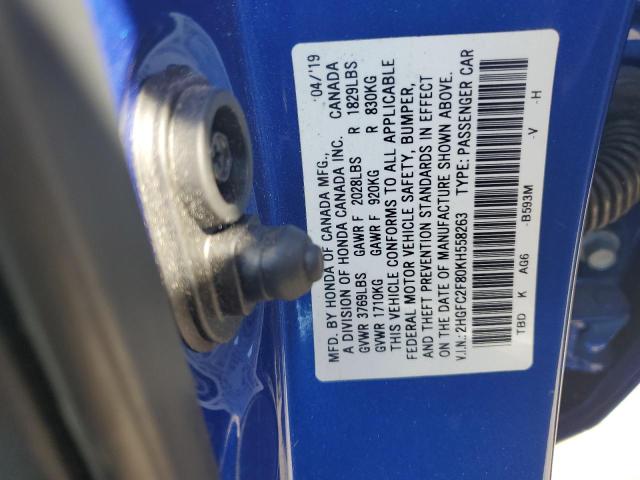 MFD. BY HONDA OF CANADA MFG., 04/'19
A DIVISION OF HONDA CANADA INC. CANADA
GVWR 3769LBS GAWR F 2028LBS R 1829LBS
GVWR 1710KG GAWR F 920KG R 830KG
THIS VEHICLE CONFORMS TO ALL APPLICABLE
FEDERAL MOTOR VEHICLE SAFETY, BUMPER,
AND THEFT PREVENTION STANDARDS IN EFFECT
ON THE DATE OF MANUFACTURE SHOWN ABOVE.
V.I.N.: 2HGFC2F80KH558263 TYPE: PASSENGER CAR
TBD K AG6 -B593M -V -H